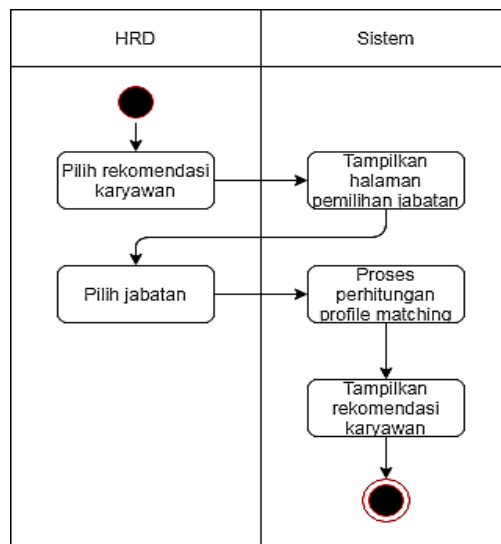 HRD
Sistem
Pilih rekomendasi
karyawan
Tampilkan
halaman
pemilihan jabatan
Pilih jabatan
Proses
perhitungan
profile matching
Tampilkan
rekomendasi
karyawan